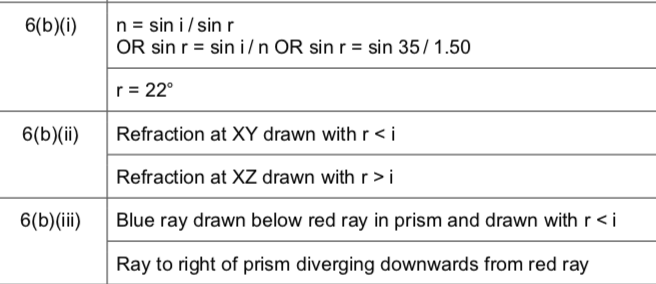 6(b)(i) n = sin i / sin r
OR sin r = sin i / n OR sin r = sin 35 / 1.50
r = 22°
6(b)(ii) Refraction at XY drawn with r < i
Refraction at XZ drawn with r > i
6(b)(iii) Blue ray drawn below red ray in prism and drawn with r < i
Ray to right of prism diverging downwards from red ray